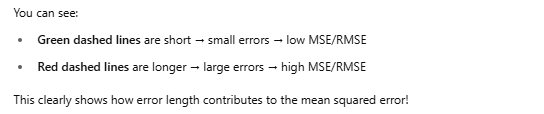 You can see:
• Green dashed lines are short → small errors → low MSE/RMSE
• Red dashed lines are longer → large errors → high MSE/RMSE
This clearly shows how error length contributes to the mean squared error!